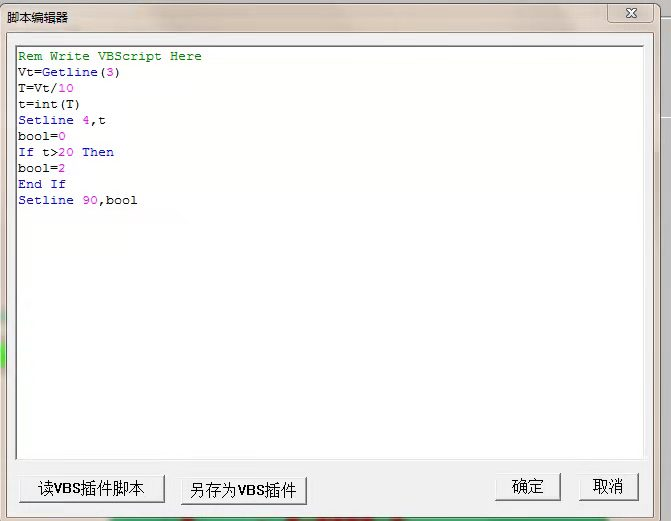 脚本编辑器
Rem Write VBScript Here
Vt=Getline(3)
T=Vt/10
t=int(T)
Setline 4,t
bool=0
If t>20 Then
bool=2
End If
Setline 90,bool
读VBS插件脚本 另存为VBS插件 确定 取消